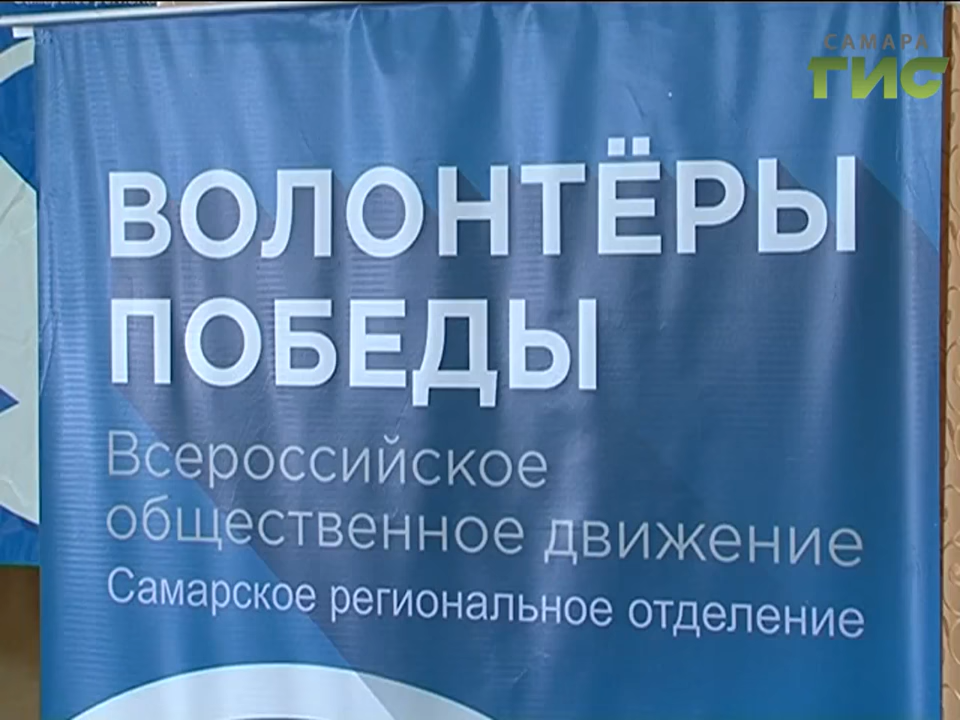 САМАРА
ГИС
ВОЛОНТЁРЫ
ПОБЕДЫ
Всероссийское
общественное движение
Самарское региональное отделение